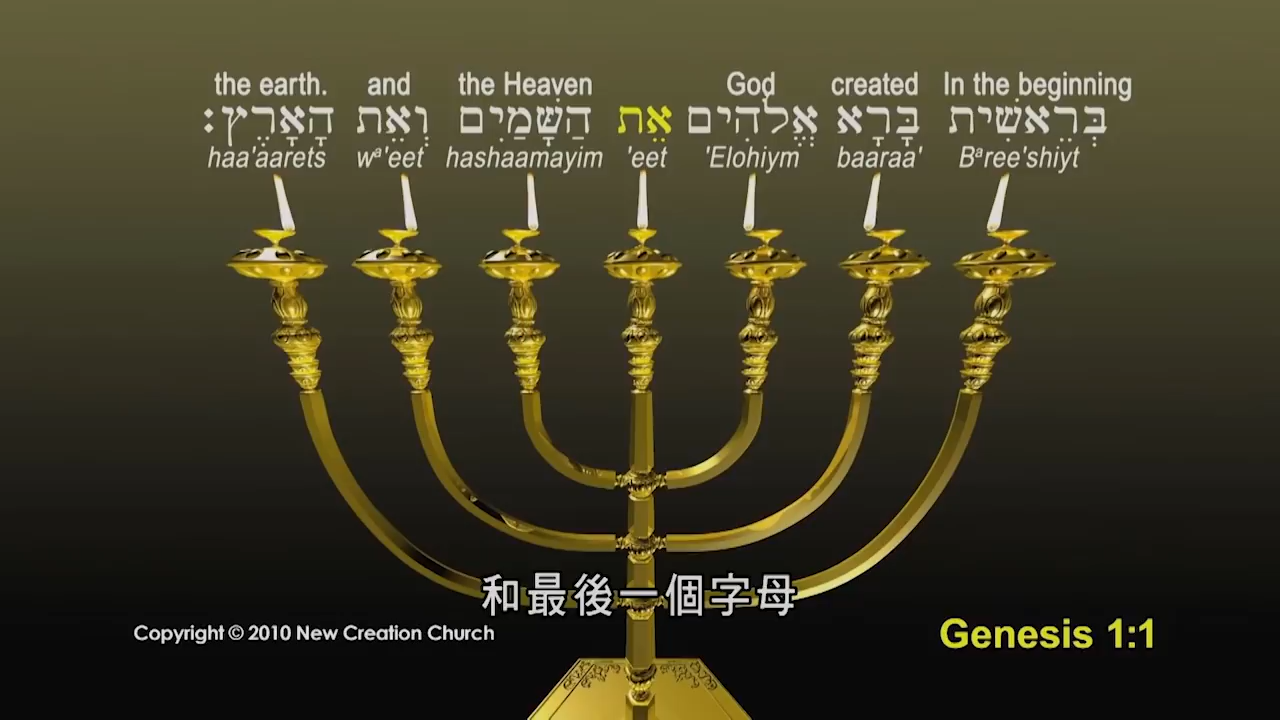 the earth. and the Heaven God created In the beginning
בְּרֵאשִׁית בָּרָא אֱלֹהִים אֵת הַשָּׁמַיִם וְאֵת הָאָרֶץ׃
haa'aarets wᵃ'eet hashaamayim 'eet 'Elohiym baaraa' Bᵃree'shiyt
和最後一個字母
Copyright © 2010 New Creation Church
Genesis 1:1